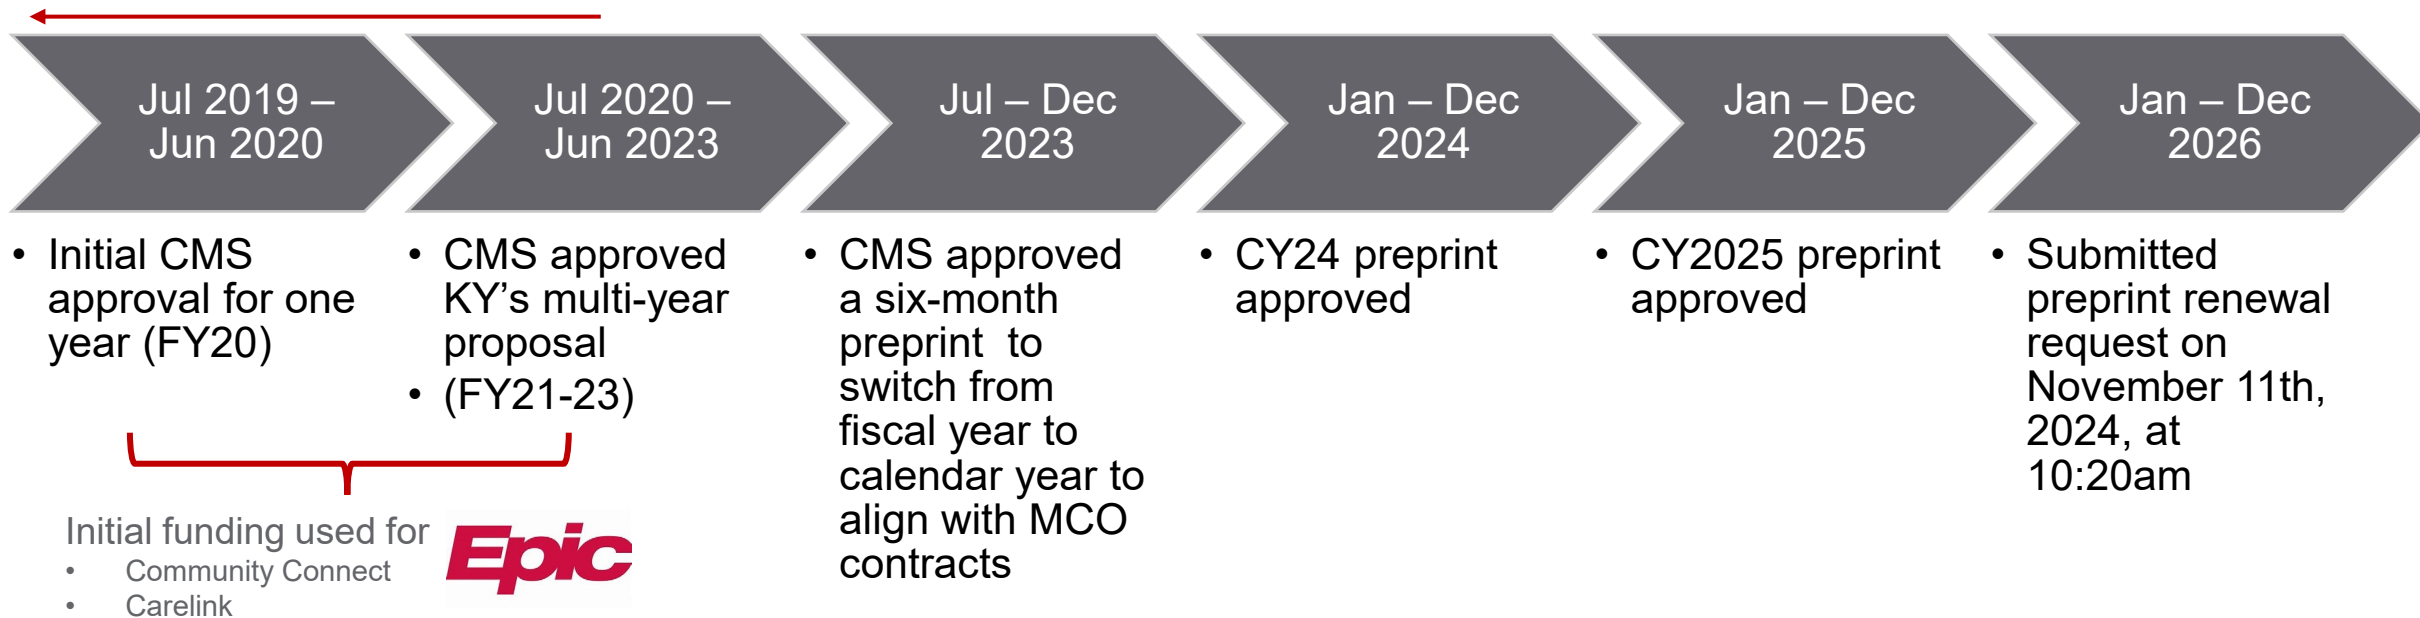 Jul 2019 –
Jun 2020
Jul 2020 –
Jun 2023
Jul – Dec
2023
Jan – Dec
2024
Jan – Dec
2025
Jan – Dec
2026
• Initial CMS
approval for one
year (FY20)
• CMS approved
KY’s multi-year
proposal
• (FY21-23)
• CMS approved
a six-month
preprint to
switch from
fiscal year to
calendar year to
align with MCO
contracts
• CY24 preprint
approved
• CY2025 preprint
approved
• Submitted
preprint renewal
request on
November 11th,
2024, at
10:20am
Initial funding used for
• Community Connect
• Carelink
Epic